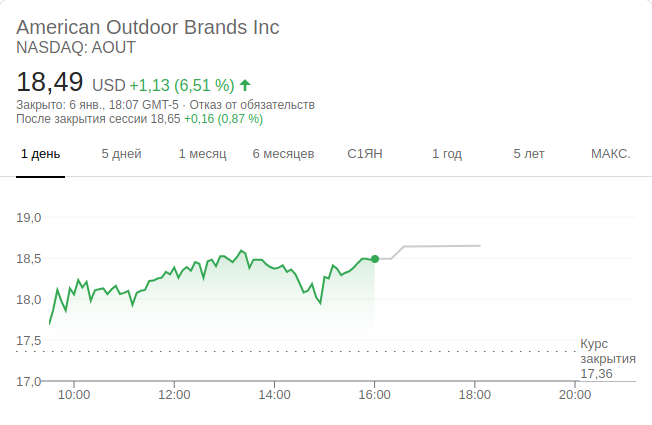 American Outdoor Brands Inc
NASDAQ: AOUT
18,49 USD +1,13 (6,51 %)
Закрыто: 6 янв., 18:07 GMT-5 · Отказ от обязательств
После закрытия сессии 18,65 +0,16 (0,87 %)
1 день 5 дней 1 месяц 6 месяцев С1ЯН 1 год 5 лет МАКС.
19,0
18,5
18,0
17,5
Курс
закрытия
17,36
17,0
10:00 12:00 14:00 16:00 18:00 20:00